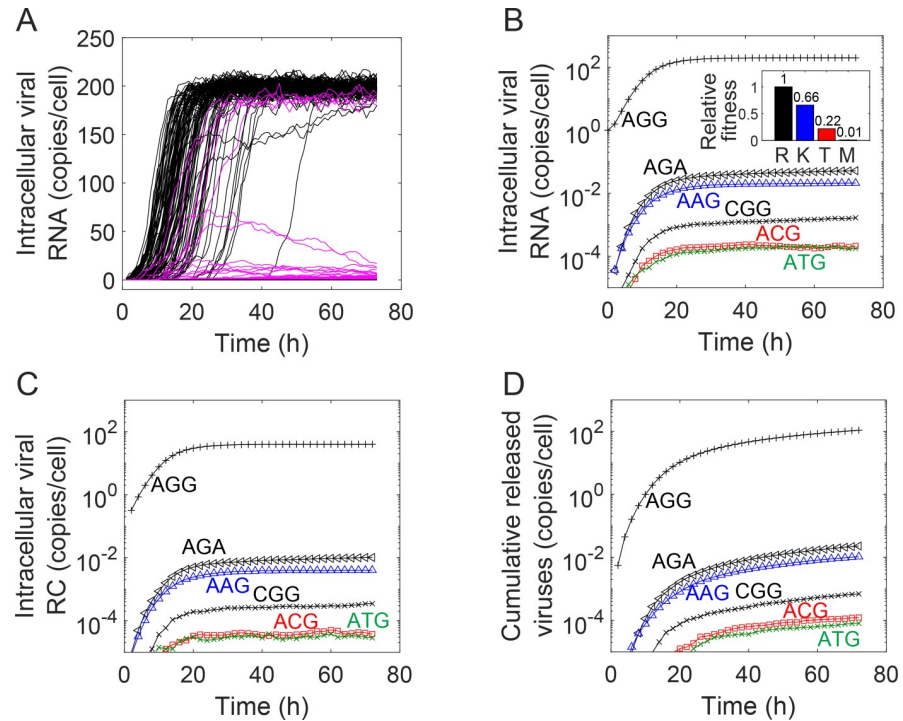 A
Intracellular viral
RNA (copies/cell)
250
200
150
100
50
0
0 20 40 60 80
Time (h)
B
Intracellular viral
RNA (copies/cell)
10^2
10^0
10^-2
10^-4
AGG
AGA
AAG
CGG
ACG
ATG
Relative
fitness
1
0.5
0
1
0.66
0.22
0.01
R K T M
0 20 40 60 80
Time (h)
C
Intracellular viral
RC (copies/cell)
10^2
10^0
10^-2
10^-4
AGG
AGA
AAG
CGG
ACG
ATG
0 20 40 60 80
Time (h)
D
Cumulative released
viruses (copies/cell)
10^2
10^0
10^-2
10^-4
AGG
AGA
AAG CGG
ACG
ATG
0 20 40 60 80
Time (h)